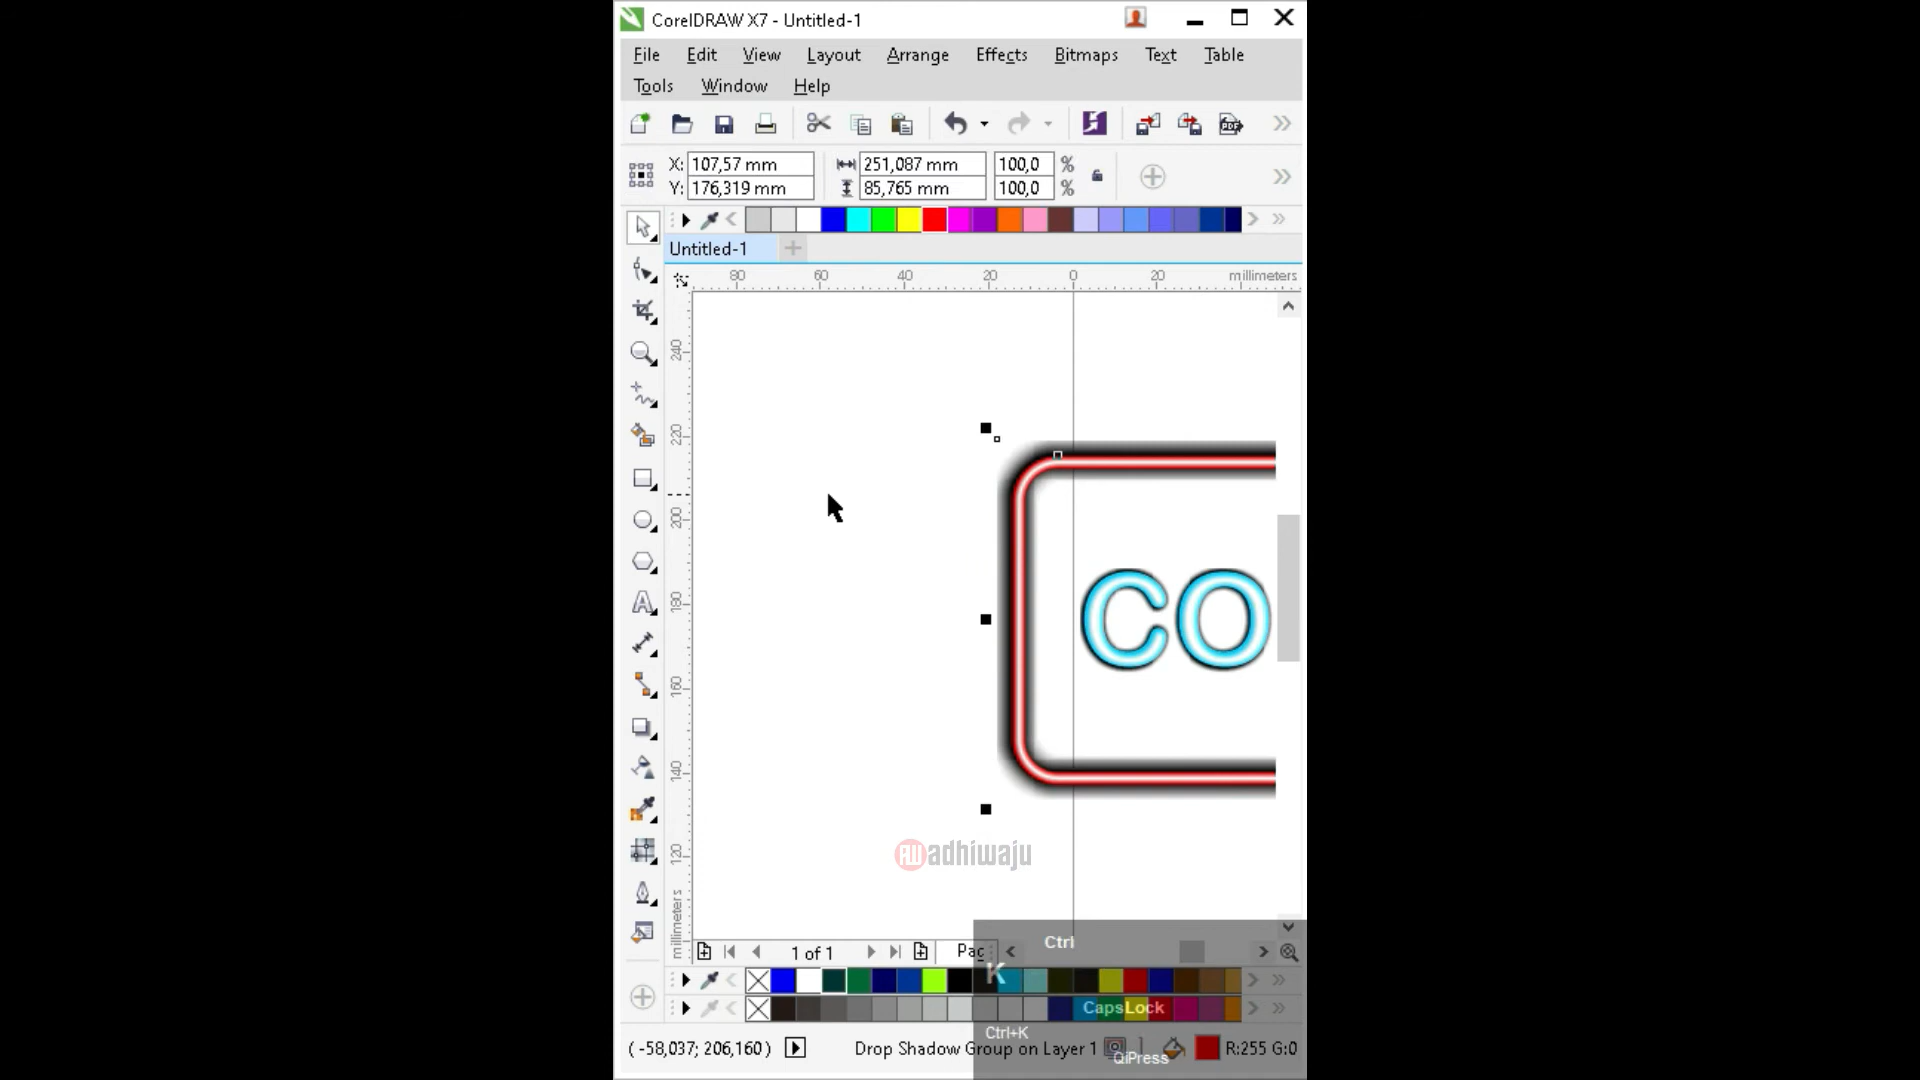 CorelDRAW X7 - Untitled-1
File Edit View Layout Arrange Effects Bitmaps Text Table
Tools Window Help
PDF
X: 107,57 mm 251,087 mm 100,0 %
Y: 176,319 mm 85,765 mm 100,0 %
Untitled-1
80 60 40 20 0 20 millimeters
240
220
200
180
160
140
120
millimeters
CO
AW adhiwaju
1 of 1 Pag
Ctrl
K
CapsLock
Ctrl+K
QiPress
( -58,037; 206,160 ) Drop Shadow Group on Layer 1 R:255 G:0